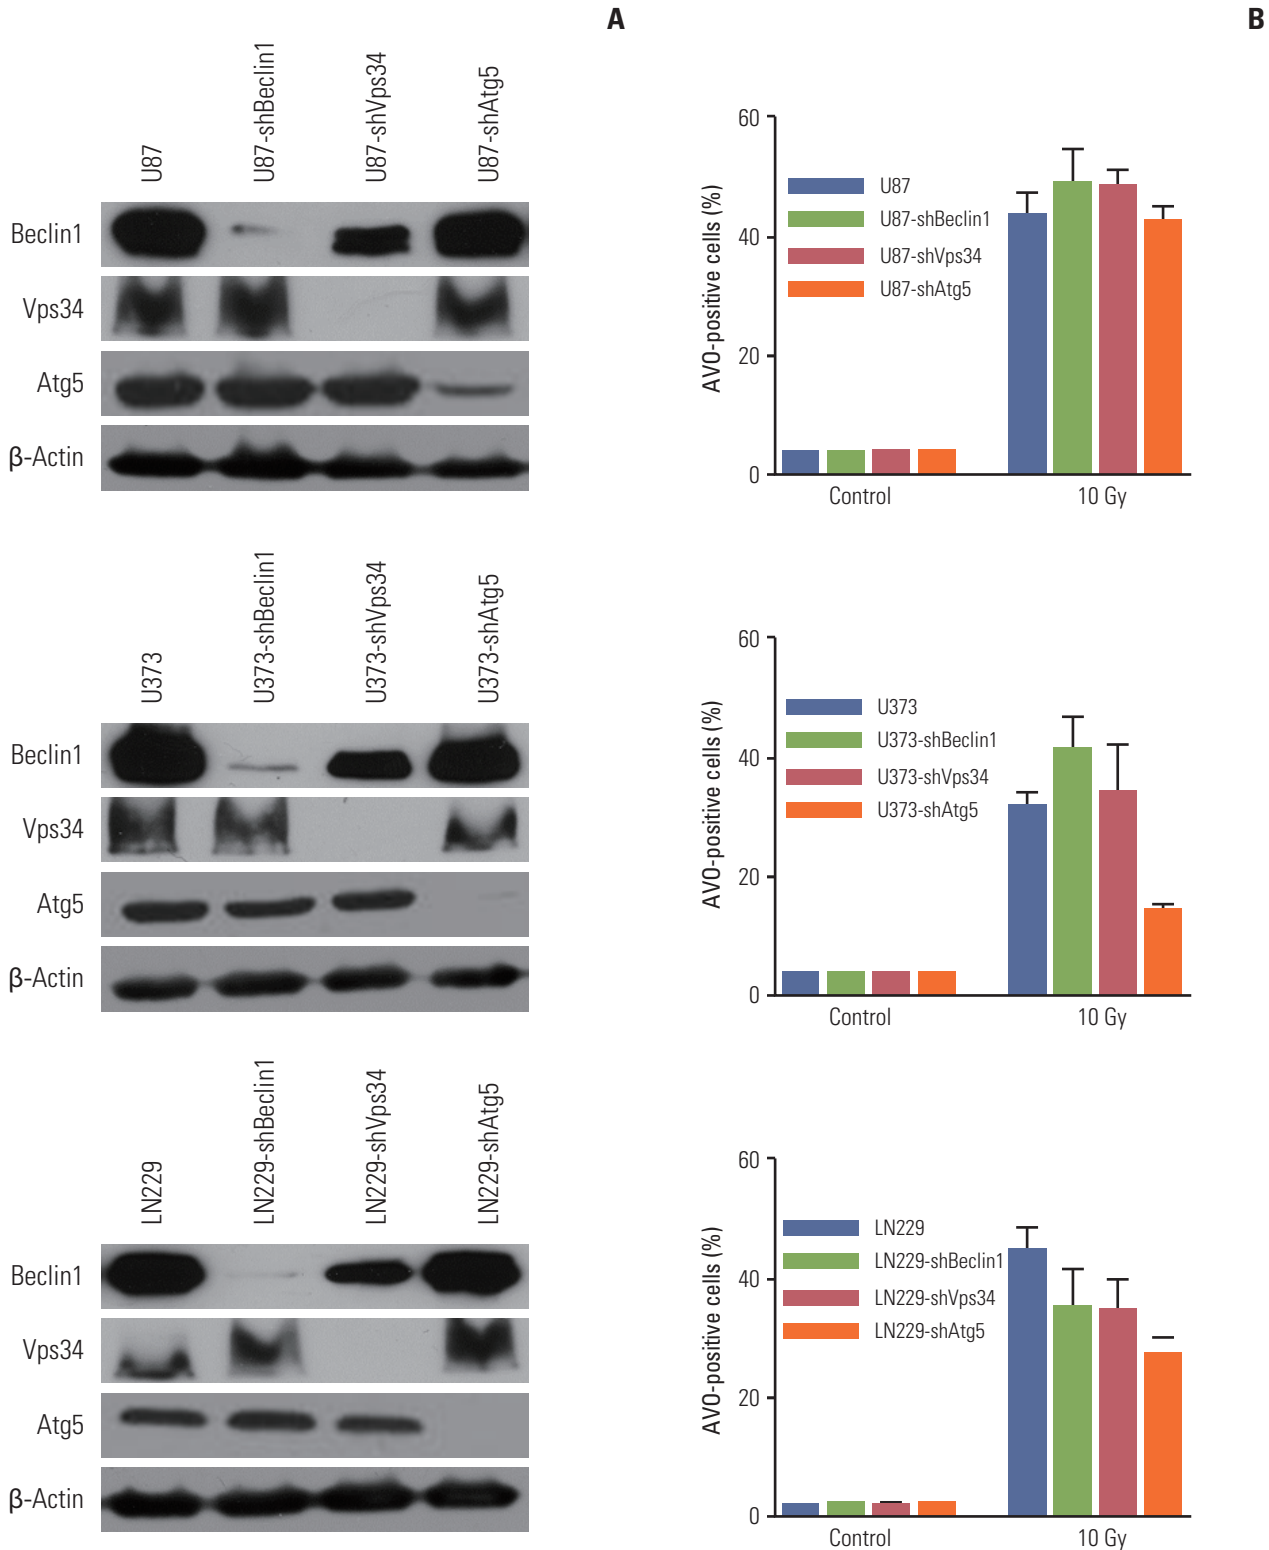 A
B
U87
U87-shBeclin1
U87-shVps34
U87-shAtg5
Beclin1
Vps34
Atg5
β-Actin
AVO-positive cells (%)
60
40
20
0
U87
U87-shBeclin1
U87-shVps34
U87-shAtg5
Control
10 Gy
U373
U373-shBeclin1
U373-shVps34
U373-shAtg5
Beclin1
Vps34
Atg5
β-Actin
AVO-positive cells (%)
60
40
20
0
U373
U373-shBeclin1
U373-shVps34
U373-shAtg5
Control
10 Gy
LN229
LN229-shBeclin1
LN229-shVps34
LN229-shAtg5
Beclin1
Vps34
Atg5
β-Actin
AVO-positive cells (%)
60
40
20
0
LN229
LN229-shBeclin1
LN229-shVps34
LN229-shAtg5
Control
10 Gy